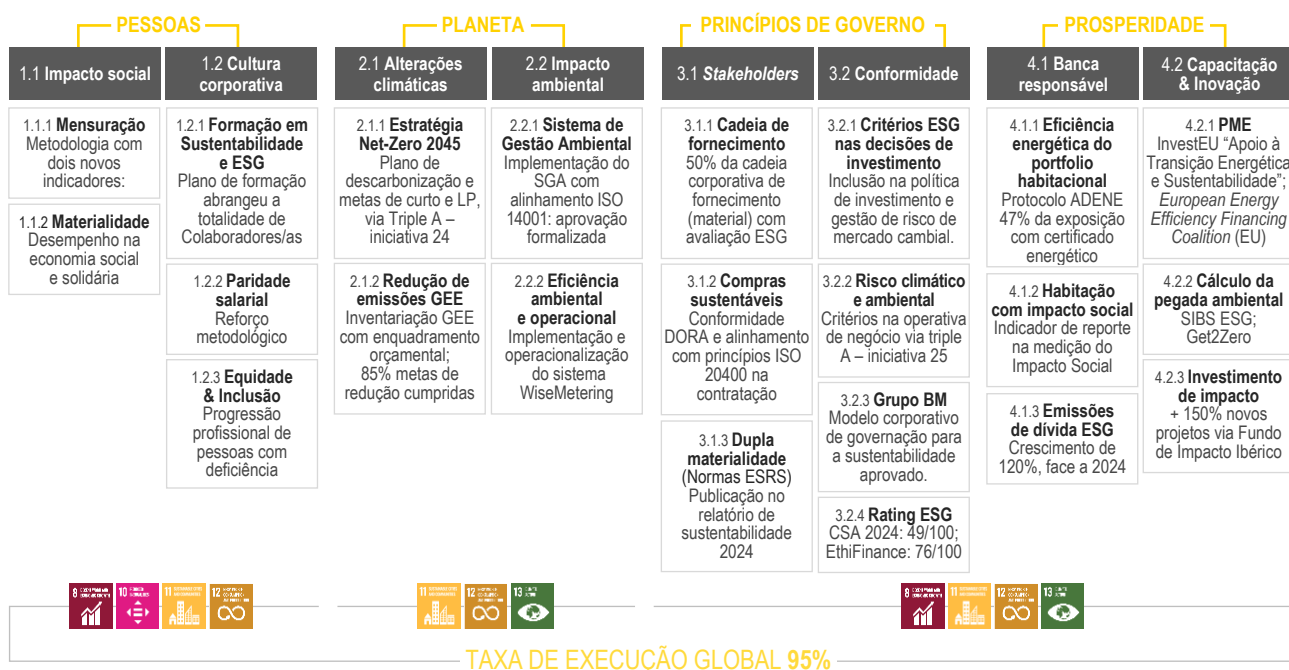 PESSOAS
1.1 Impacto social
1.1.1 Mensuração
Metodologia com
dois novos
indicadores:
1.1.2 Materialidade
Desempenho na
economia social
e solidária
1.2 Cultura
corporativa
1.2.1 Formação em
Sustentabilidade
e ESG
Plano de formação
abrangeu a
totalidade de
Colaboradores/as
1.2.2 Paridade
salarial
Reforço
metodológico
1.2.3 Equidade
& Inclusão
Progressão
profissional de
pessoas com
deficiência
PLANETA
2.1 Alterações
climáticas
2.1.1 Estratégia
Net-Zero 2045
Plano de
descarbonização e
metas de curto e LP,
via Triple A –
iniciativa 24
2.1.2 Redução de
emissões GEE
Inventariação GEE
com enquadramento
orçamental;
85% metas de
redução cumpridas
2.2 Impacto
ambiental
2.2.1 Sistema de
Gestão Ambiental
Implementação do
SGA com
alinhamento ISO
14001: aprovação
formalizada
2.2.2 Eficiência
ambiental
e operacional
Implementação e
operacionalização
do sistema
WiseMetering
PRINCÍPIOS DE GOVERNO
3.1 Stakeholders
3.1.1 Cadeia de
fornecimento
50% da cadeia
corporativa de
fornecimento
(material) com
avaliação ESG
3.1.2 Compras
sustentáveis
Conformidade
DORA e alinhamento
com princípios ISO
20400 na
contratação
3.1.3 Dupla
materialidade
(Normas ESRS)
Publicação no
relatório de
sustentabilidade
2024
3.2 Conformidade
3.2.1 Critérios ESG
nas decisões de
investimento
Inclusão na política
de investimento e
gestão de risco de
mercado cambial.
3.2.2 Risco climático
e ambiental
Critérios na operativa
de negócio via triple
A – iniciativa 25
3.2.3 Grupo BM
Modelo corporativo
de governação para
a sustentabilidade
aprovado.
3.2.4 Rating ESG
CSA 2024: 49/100;
EthiFinance: 76/100
PROSPERIDADE
4.1 Banca
responsável
4.1.1 Eficiência
energética do
portfolio
habitacional
Protocolo ADENE
47% da exposição
com certificado
energético
4.1.2 Habitação
com impacto social
Indicador de reporte
na medição do
Impacto Social
4.1.3 Emissões
de dívida ESG
Crescimento de
120%, face a 2024
4.2 Capacitação
& Inovação
4.2.1 PME
InvestEU “Apoio à
Transição Energética
e Sustentabilidade”;
European Energy
Efficiency Financing
Coalition (EU)
4.2.2 Cálculo da
pegada ambiental
SIBS ESG;
Get2Zero
4.2.3 Investimento
de impacto
+ 150% novos
projetos via Fundo
de Impacto Ibérico
8
10
11
12
11
12
13
8
11
12
13
TAXA DE EXECUÇÃO GLOBAL 95%